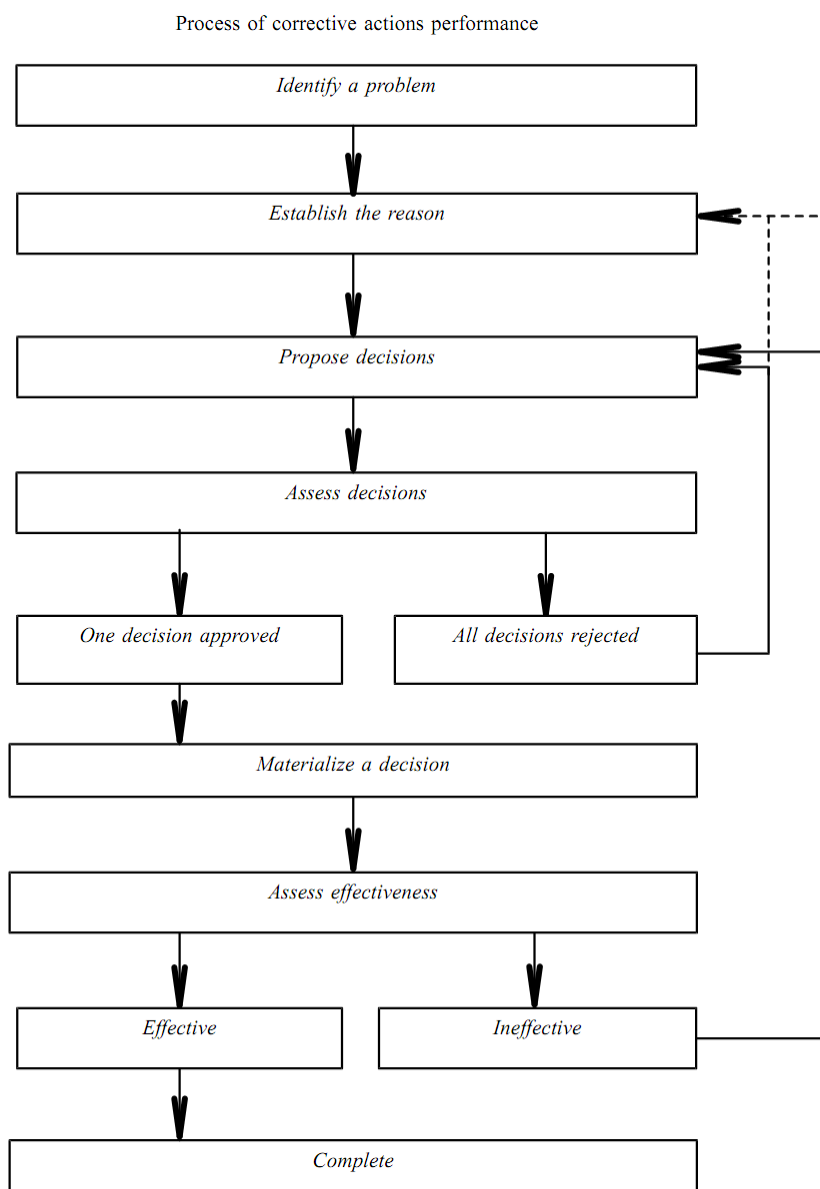 Process of corrective actions performance
Identify a problem
Establish the reason
Propose decisions
Assess decisions
One decision approved
All decisions rejected
Materialize a decision
Assess effectiveness
Effective
Ineffective
Complete